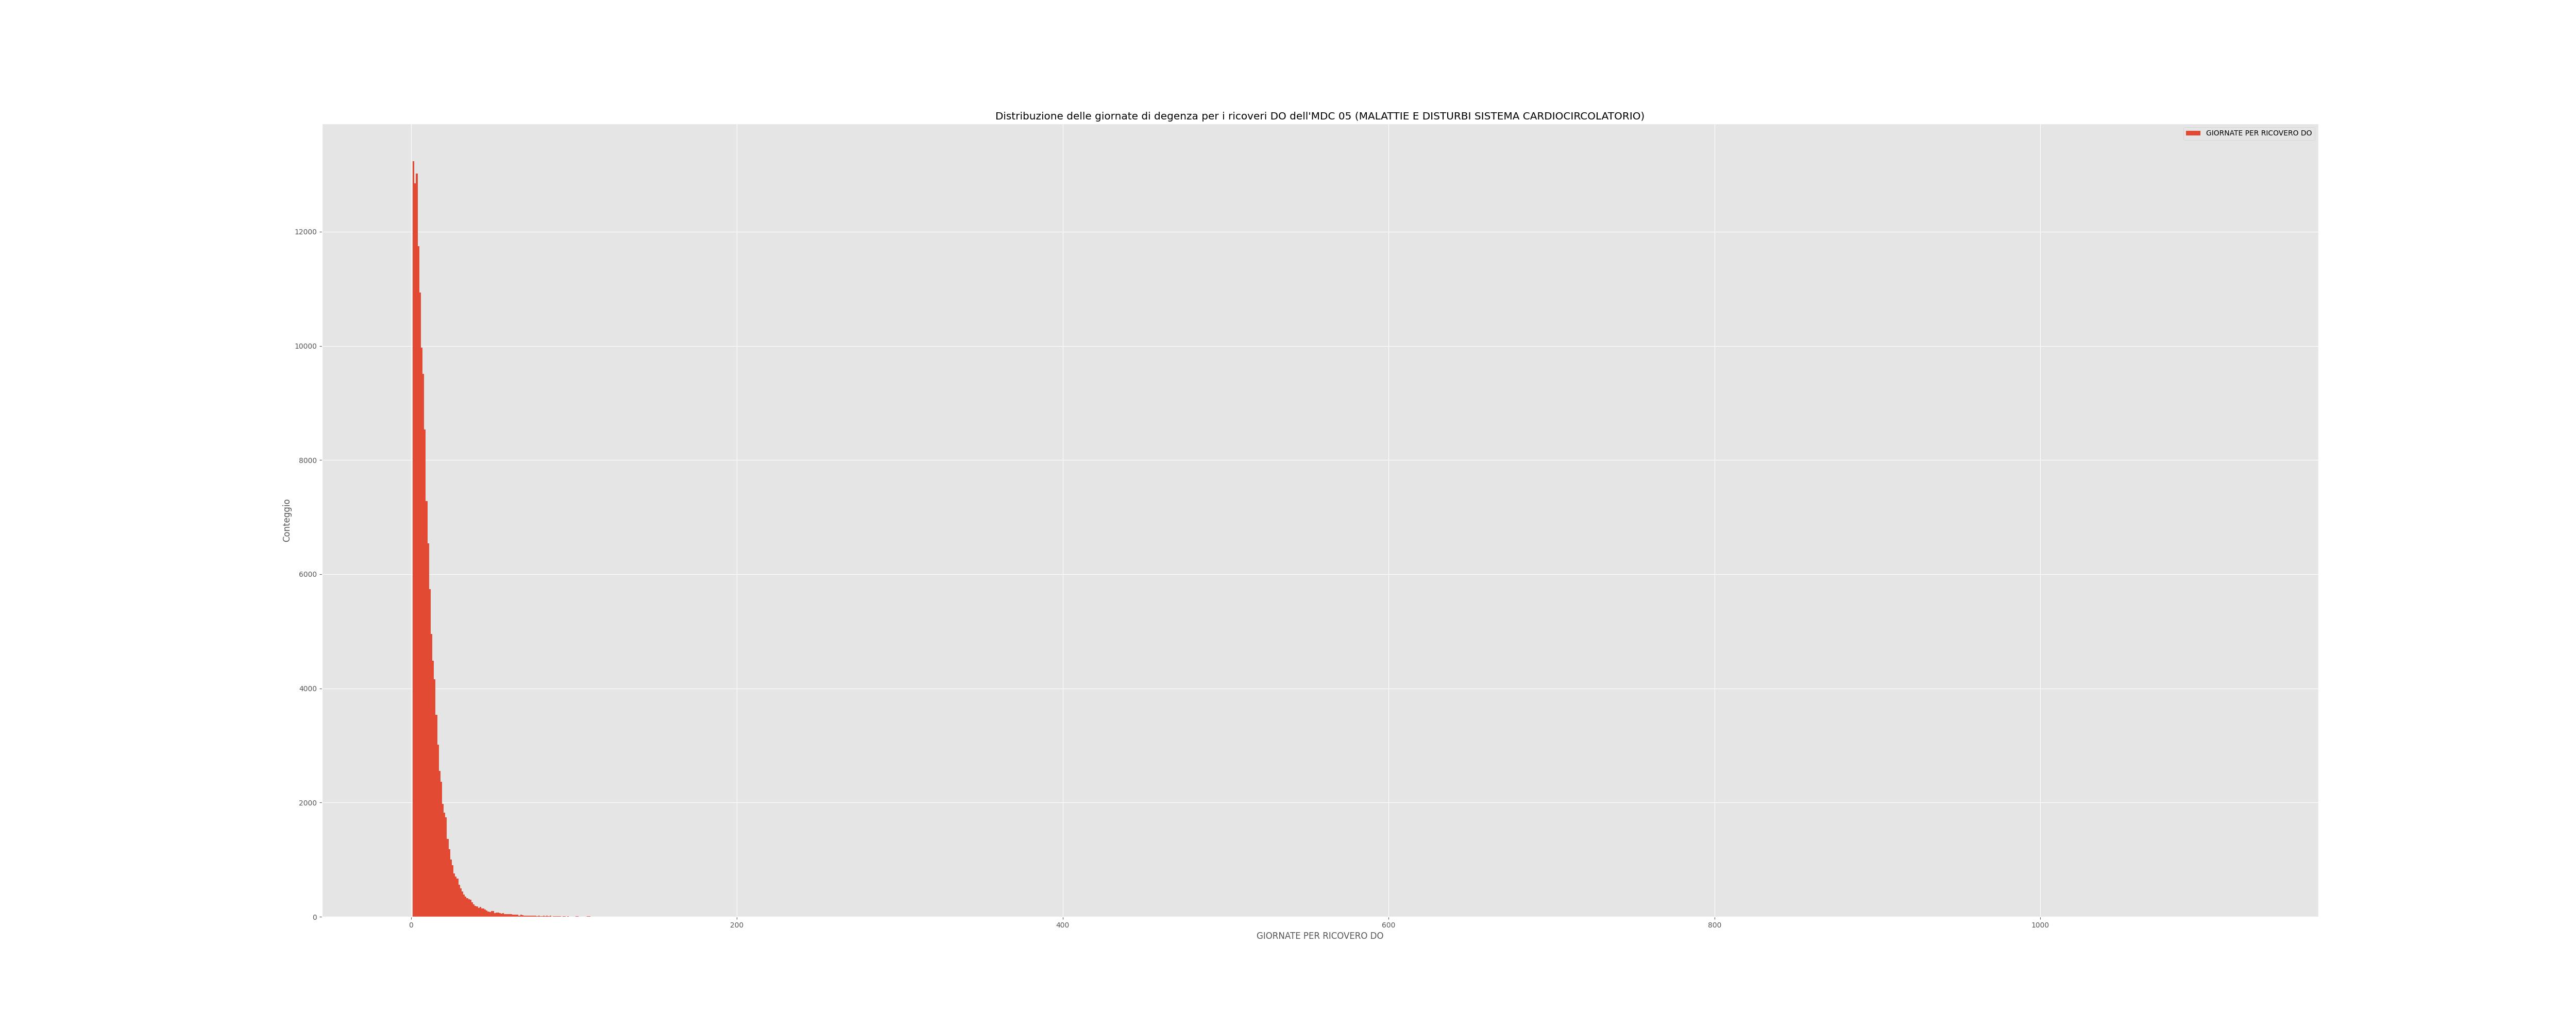 Distribuzione delle giornate di degenza per i ricoveri DO dell'MDC 05 (MALATTIE E DISTURBI SISTEMA CARDIOCIRCOLATORIO)
GIORNATE PER RICOVERO DO
12000
10000
8000
6000
4000
2000
0
Conteggio
0 200 400 600 800 1000
GIORNATE PER RICOVERO DO